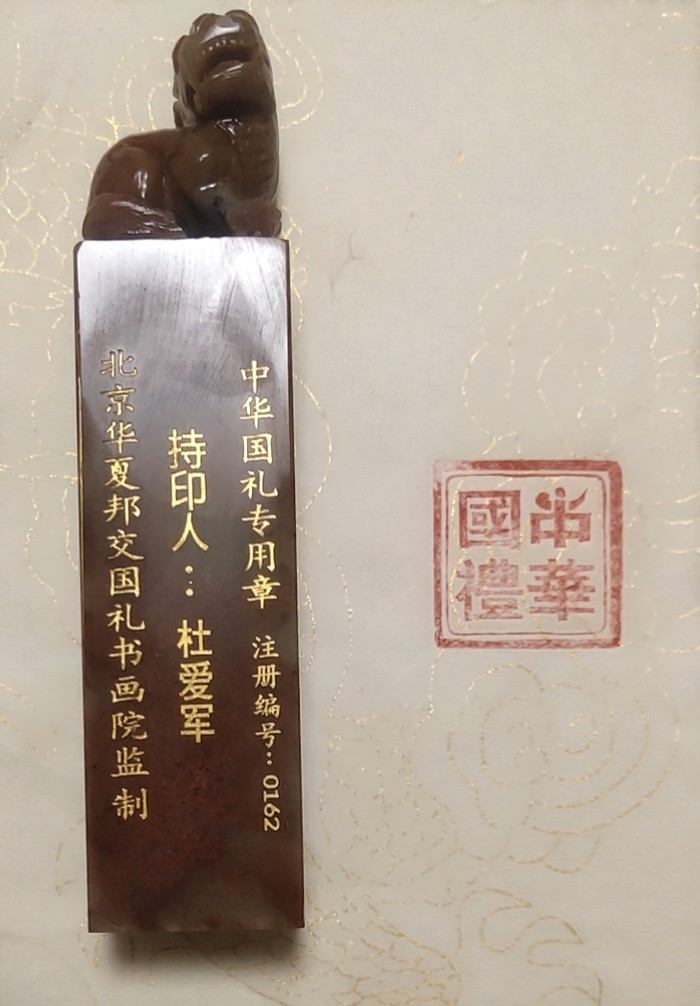 中华国礼专用章 注册编号：0162
持印人：杜爱军
北京华夏邦交国礼书画院监制
中華
國禮